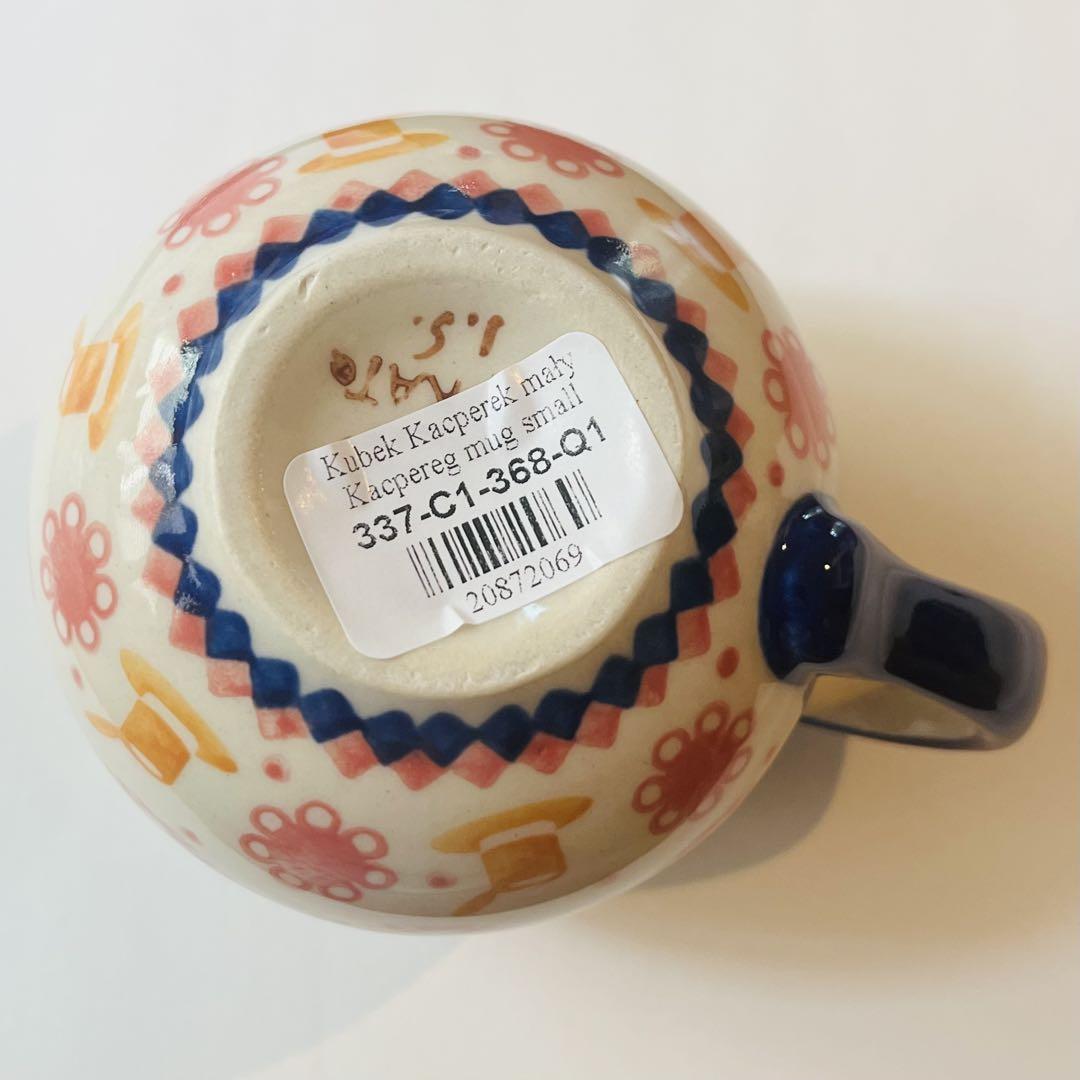 I.S.
Kubek Kacperek mały
Kacpereg mug small
337-C1-368-Q1
20872069